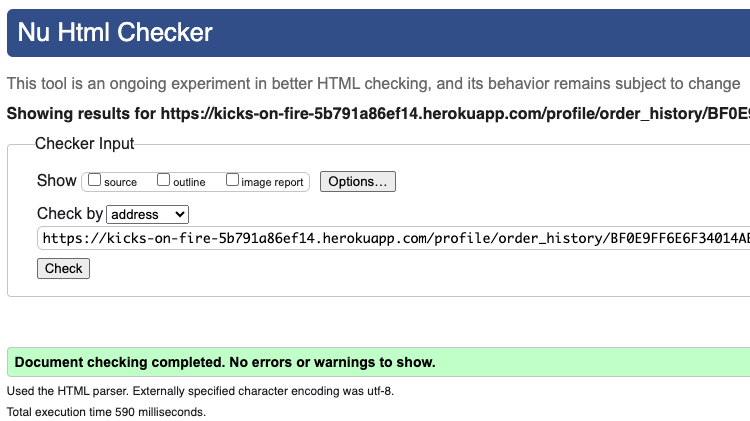 Nu Html Checker
This tool is an ongoing experiment in better HTML checking, and its behavior remains subject to change
Showing results for https://kicks-on-fire-5b791a86ef14.herokuapp.com/profile/order_history/BF0E9
Checker Input
Show source outline image report Options...
Check by address
https://kicks-on-fire-5b791a86ef14.herokuapp.com/profile/order_history/BF0E9FF6E6F34014AE
Check
Document checking completed. No errors or warnings to show.
Used the HTML parser. Externally specified character encoding was utf-8.
Total execution time 590 milliseconds.